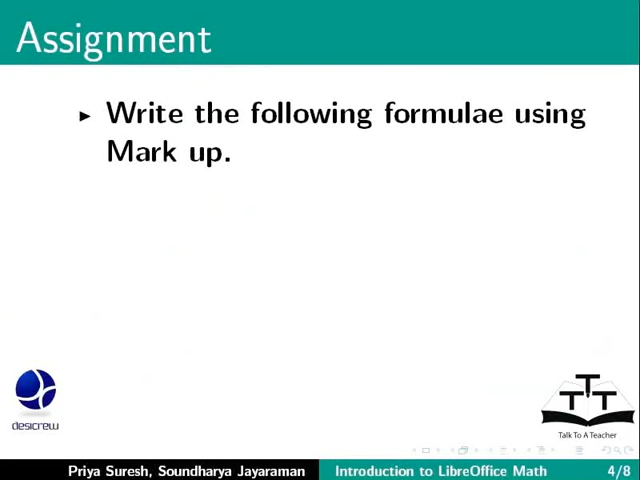 Assignment
Write the following formulae using
Mark up.
desicrew
TTT
Talk To A Teacher
Priya Suresh, Soundharya Jayaraman
Introduction to LibreOffice Math
4/8